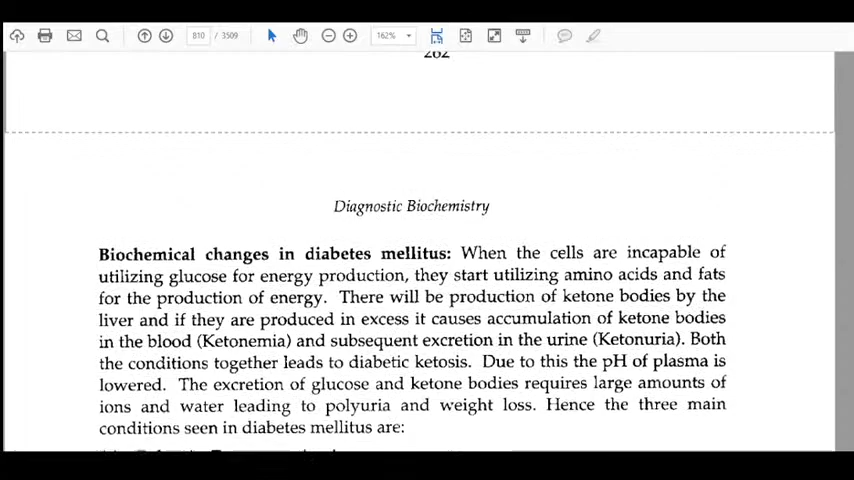 810 / 3509
162%
262
Diagnostic Biochemistry
Biochemical changes in diabetes mellitus: When the cells are incapable of
utilizing glucose for energy production, they start utilizing amino acids and fats
for the production of energy. There will be production of ketone bodies by the
liver and if they are produced in excess it causes accumulation of ketone bodies
in the blood (Ketonemia) and subsequent excretion in the urine (Ketonuria). Both
the conditions together leads to diabetic ketosis. Due to this the pH of plasma is
lowered. The excretion of glucose and ketone bodies requires large amounts of
ions and water leading to polyuria and weight loss. Hence the three main
conditions seen in diabetes mellitus are: